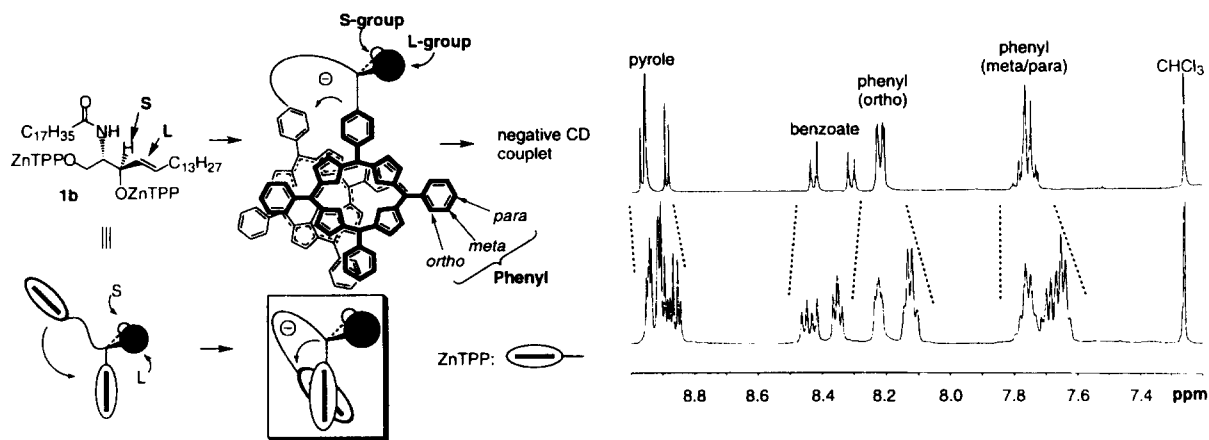 S-group
L-group
⊖
O
S
C17H35
NH
H
L
ZnTPPO
C13H27
1b
OZnTPP
negative CD
couplet
para
meta
ortho
Phenyl
S
L
⊖
ZnTPP:
pyrole
benzoate
phenyl
(ortho)
phenyl
(meta/para)
CHCl3
8.8 8.6 8.4 8.2 8.0 7.8 7.6 7.4 ppm